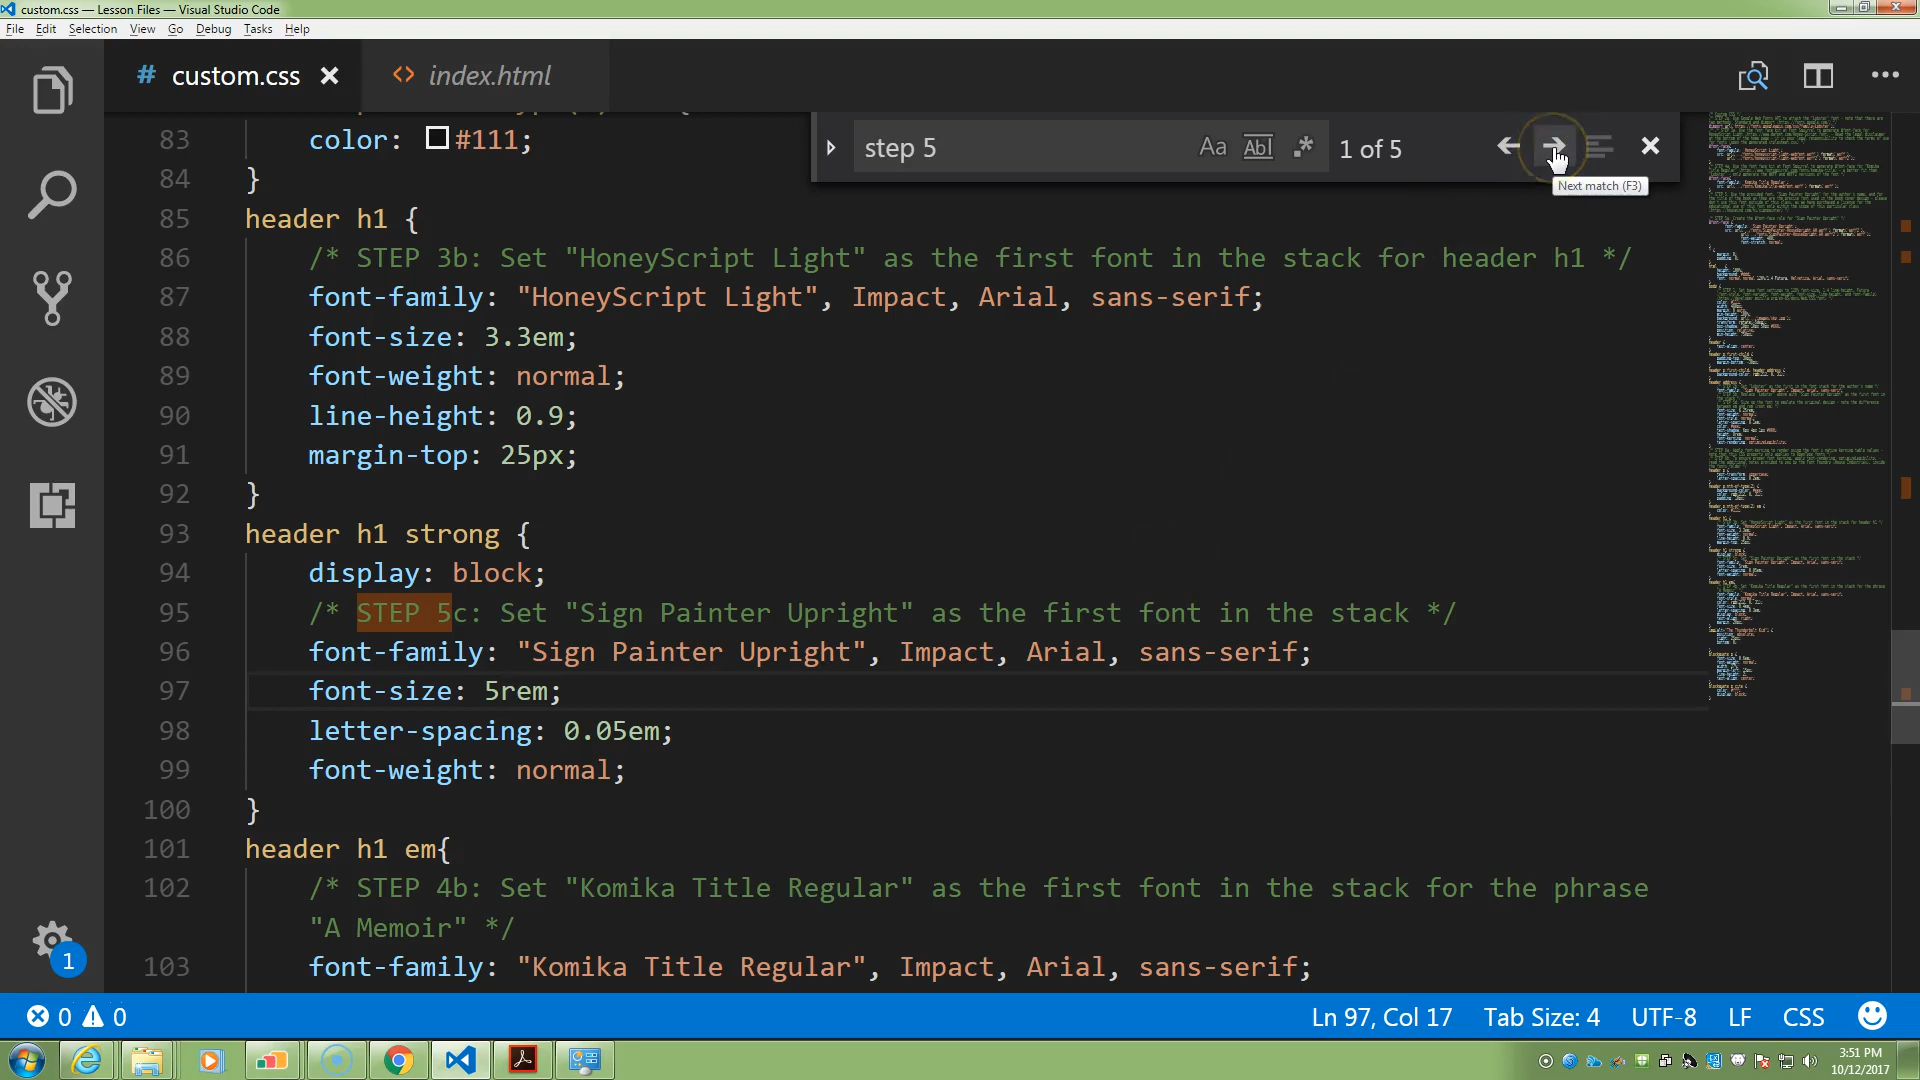 custom.css — Lesson Files — Visual Studio Code
File Edit Selection View Go Debug Tasks Help
# custom.css index.html
step 5 Aa Abl .* 1 of 5
Next match (F3)
83 color: #111;
84 }
85 header h1 {
86 /* STEP 3b: Set "HoneyScript Light" as the first font in the stack for header h1 */
87 font-family: "HoneyScript Light", Impact, Arial, sans-serif;
88 font-size: 3.3em;
89 font-weight: normal;
90 line-height: 0.9;
91 margin-top: 25px;
92 }
93 header h1 strong {
94 display: block;
95 /* STEP 5c: Set "Sign Painter Upright" as the first font in the stack */
96 font-family: "Sign Painter Upright", Impact, Arial, sans-serif;
97 font-size: 5rem;
98 letter-spacing: 0.05em;
99 font-weight: normal;
100 }
101 header h1 em{
102 /* STEP 4b: Set "Komika Title Regular" as the first font in the stack for the phrase
"A Memoir" */
103 font-family: "Komika Title Regular", Impact, Arial, sans-serif;
1
0 0 Ln 97, Col 17 Tab Size: 4 UTF-8 LF CSS
3:51 PM
10/12/2017